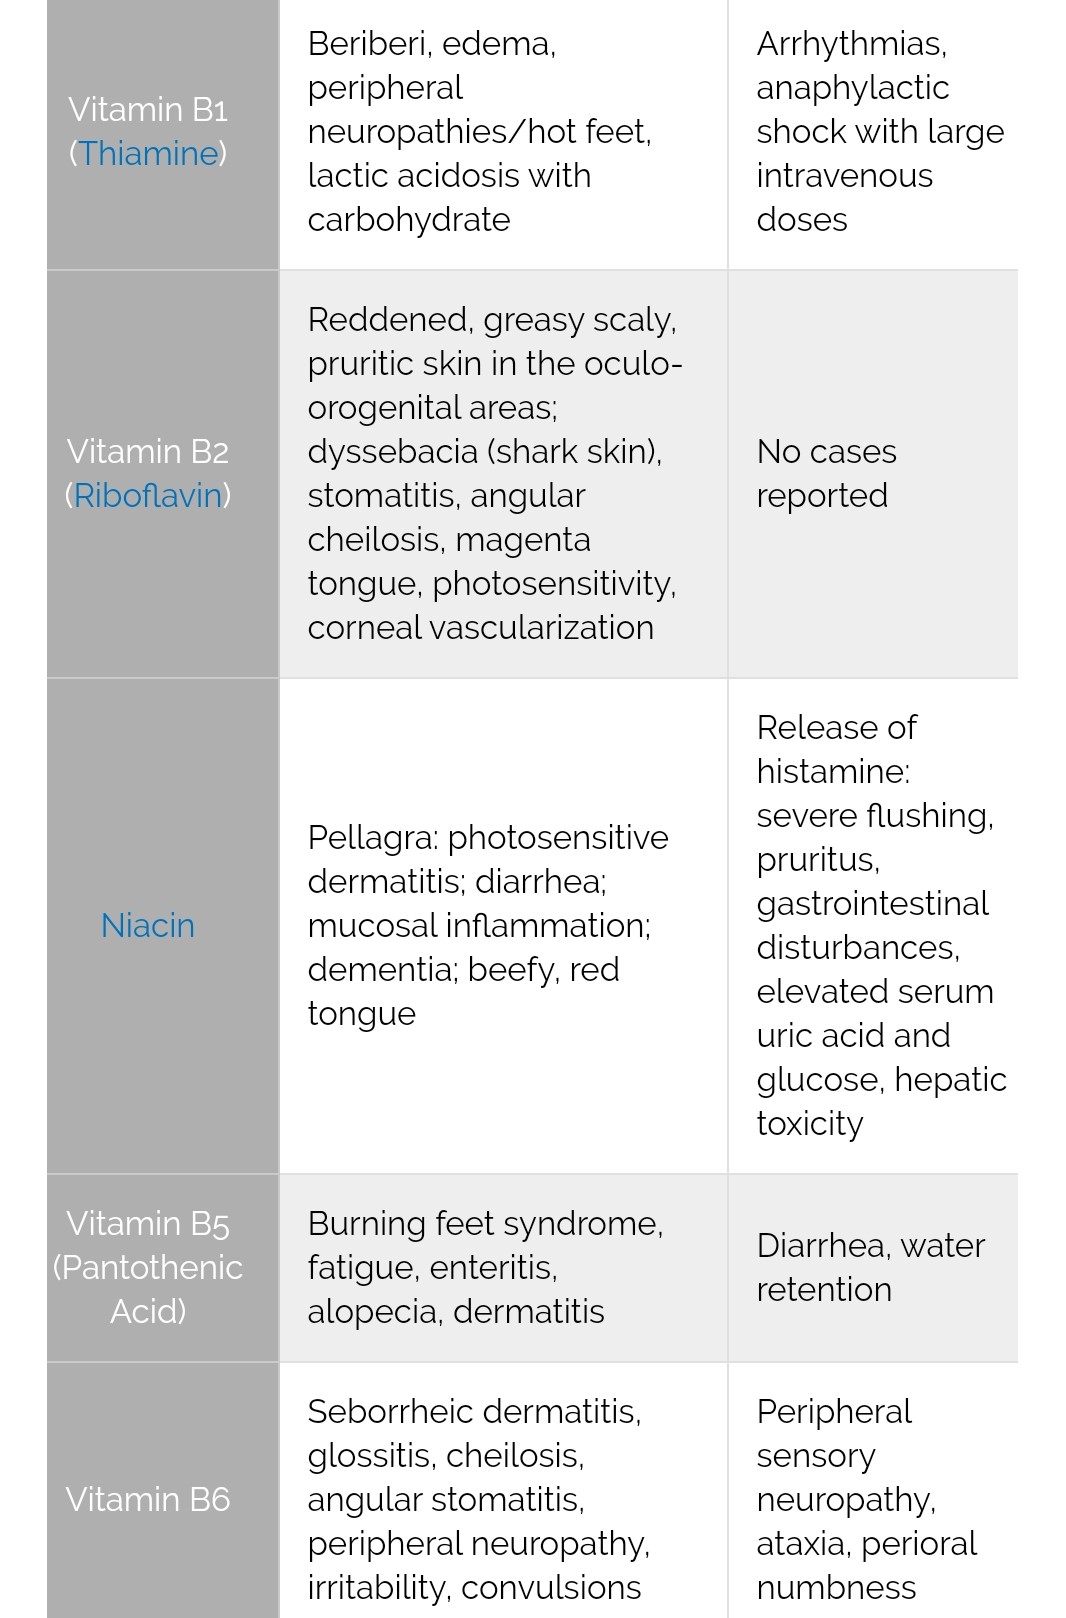 Vitamin B1
(Thiamine)
Beriberi, edema,
peripheral
neuropathies/hot feet,
lactic acidosis with
carbohydrate
Arrhythmias,
anaphylactic
shock with large
intravenous
doses
Vitamin B2
(Riboflavin)
Reddened, greasy scaly,
pruritic skin in the oculo-
orogenital areas;
dyssebacia (shark skin),
stomatitis, angular
cheilosis, magenta
tongue, photosensitivity,
corneal vascularization
No cases
reported
Niacin
Pellagra: photosensitive
dermatitis; diarrhea;
mucosal inflammation;
dementia; beefy, red
tongue
Release of
histamine:
severe flushing,
pruritus,
gastrointestinal
disturbances,
elevated serum
uric acid and
glucose, hepatic
toxicity
Vitamin B5
(Pantothenic
Acid)
Burning feet syndrome,
fatigue, enteritis,
alopecia, dermatitis
Diarrhea, water
retention
Vitamin B6
Seborrheic dermatitis,
glossitis, cheilosis,
angular stomatitis,
peripheral neuropathy,
irritability, convulsions
Peripheral
sensory
neuropathy,
ataxia, perioral
numbness